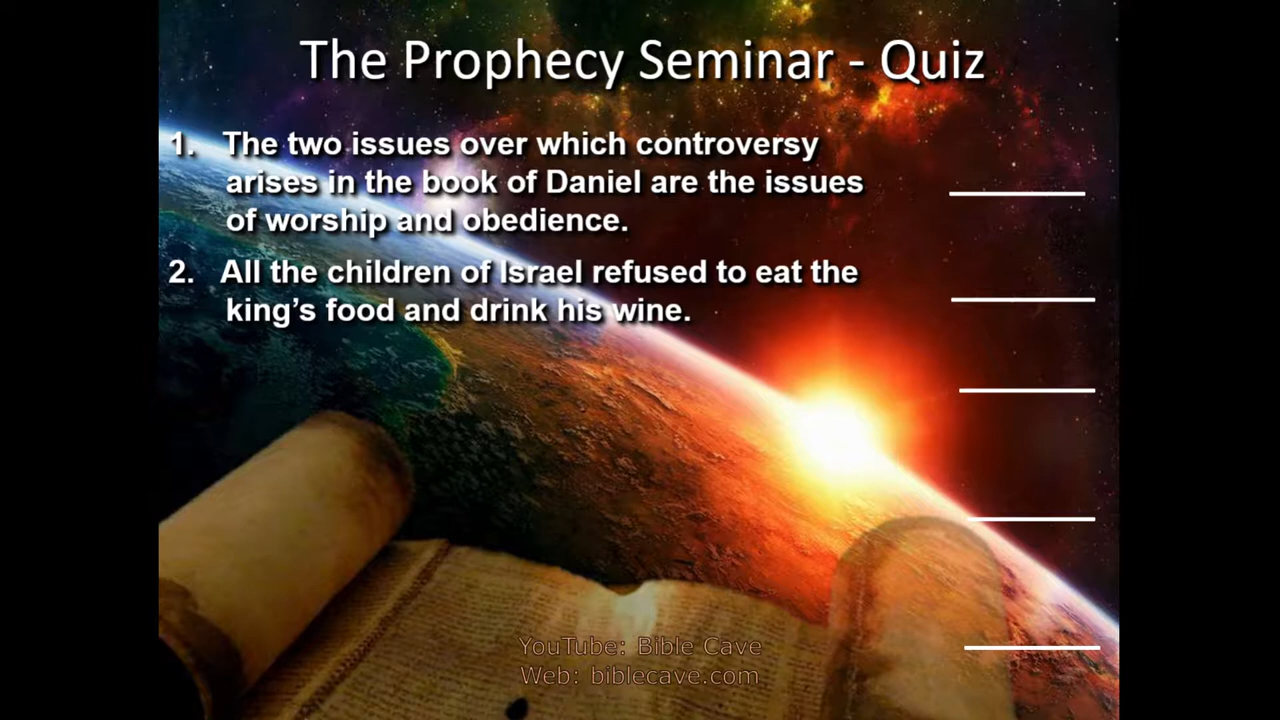 The Prophecy Seminar - Quiz
1. The two issues over which controversy
arises in the book of Daniel are the issues
of worship and obedience.
2. All the children of Israel refused to eat the
king’s food and drink his wine.
YouTube: Bible Cave
Web: biblecave.com